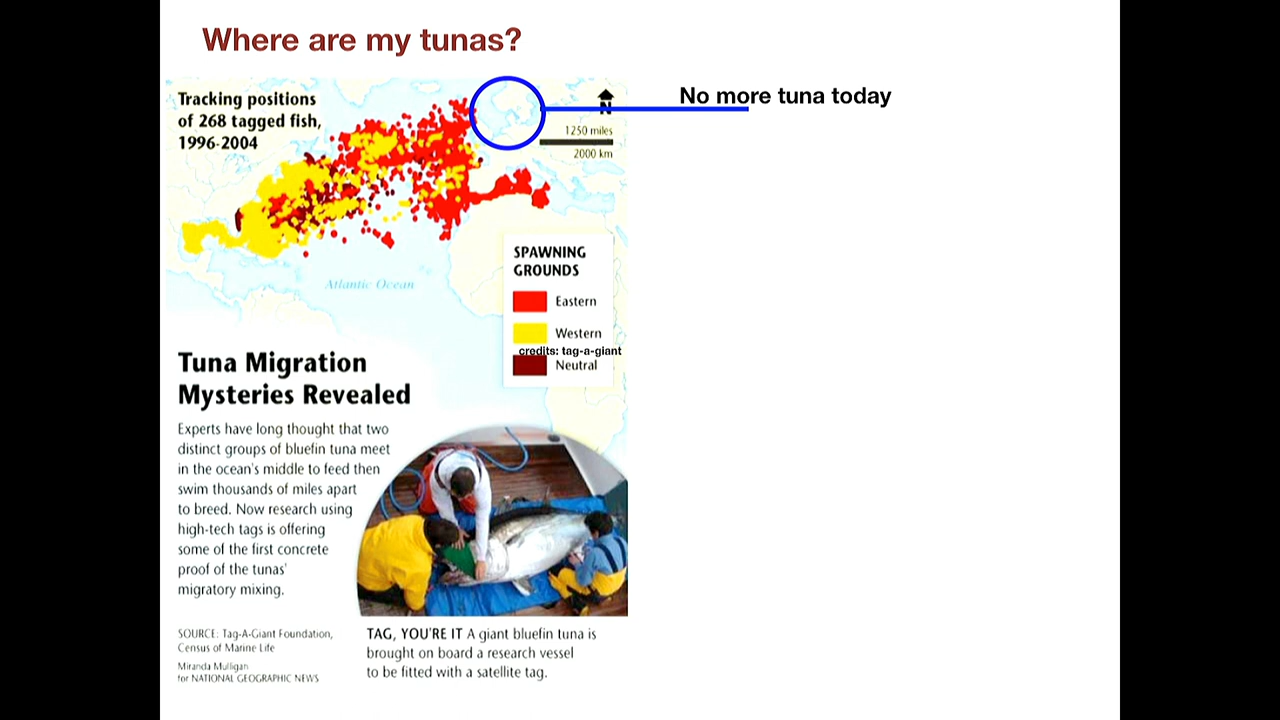 Where are my tunas?
No more tuna today
Tracking positions
of 268 tagged fish,
1996-2004
N
1250 miles
2000 km
SPAWNING
GROUNDS
Eastern
Western
credits: tag-a-giant
Neutral
Atlantic Ocean
Tuna Migration
Mysteries Revealed
Experts have long thought that two
distinct groups of bluefin tuna meet
in the ocean's middle to feed then
swim thousands of miles apart
to breed. Now research using
high-tech tags is offering
some of the first concrete
proof of the tunas'
migratory mixing.
SOURCE: Tag-A-Giant Foundation,
Census of Marine Life
Miranda Mulligan
for NATIONAL GEOGRAPHIC NEWS
TAG, YOU'RE IT A giant bluefin tuna is
brought on board a research vessel
to be fitted with a satellite tag.